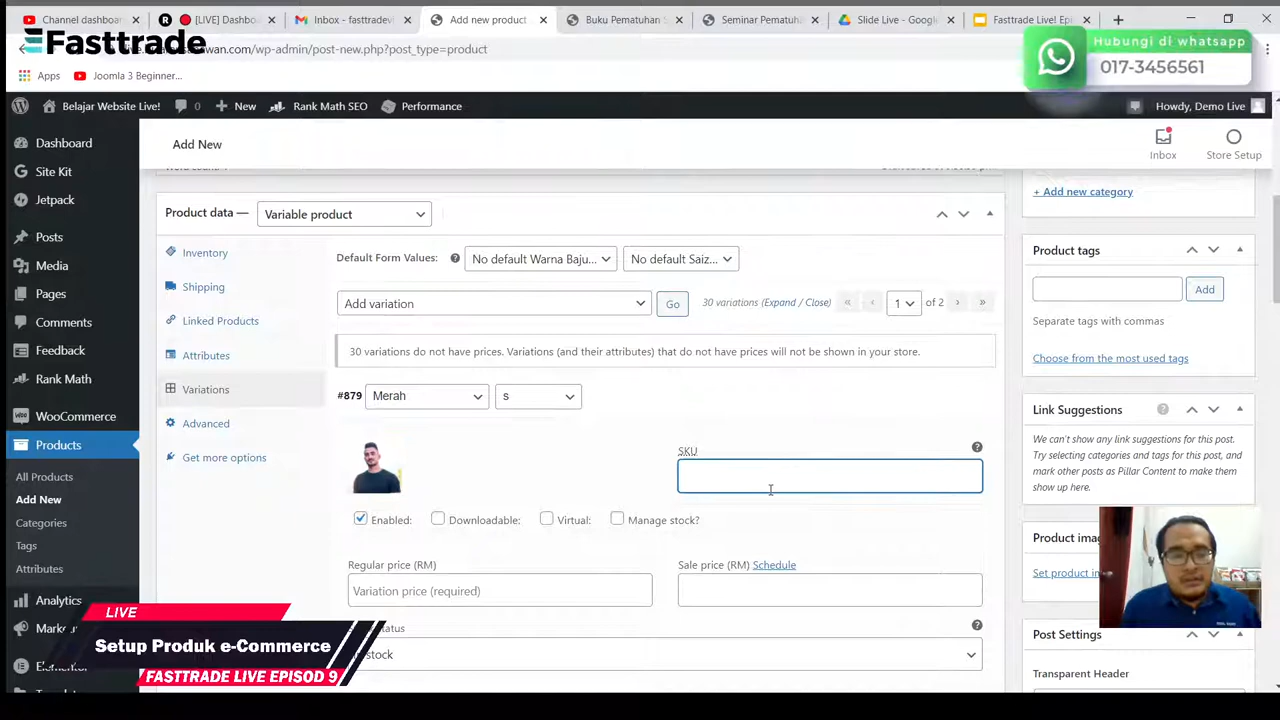 Channel dashboard
[LIVE] Dashboard
Inbox - fasttradev
Add new product
Buku Pematuhan
Seminar Pematuh
Slide Live - Google
Fasttrade Live! Epi
Fasttrade
wp-admin/post-new.php?post_type=product
Hubungi di whatsapp
017-3456561
Apps
Joomla 3 Beginner...
Belajar Website Live!
0
New
Rank Math SEO
Performance
Howdy, Demo Live
Dashboard
Site Kit
Jetpack
Posts
Media
Pages
Comments
Feedback
Rank Math
WooCommerce
Products
All Products
Add New
Categories
Tags
Attributes
Analytics
Add New
Inbox
Store Setup
Product data —
Variable product
Inventory
Shipping
Linked Products
Attributes
Variations
Advanced
Get more options
Default Form Values:
No default Warna Baju...
No default Saiz...
Add variation
Go
30 variations (Expand / Close)
«
‹
1
of 2
›
»
30 variations do not have prices. Variations (and their attributes) that do not have prices will not be shown in your store.
#879
Merah
s
SKU
Enabled:
Downloadable:
Virtual:
Manage stock?
Regular price (RM)
Variation price (required)
Sale price (RM) Schedule
+ Add new category
Product tags
Add
Separate tags with commas
Choose from the most used tags
Link Suggestions
We can't show any link suggestions for this post.
Try selecting categories and tags for this post, and
mark other posts as Pillar Content to make them
show up here.
Product ima
Set product im
Post Settings
Transparent Header
LIVE
Setup Produk e-Commerce
FASTTRADE LIVE EPISOD 9